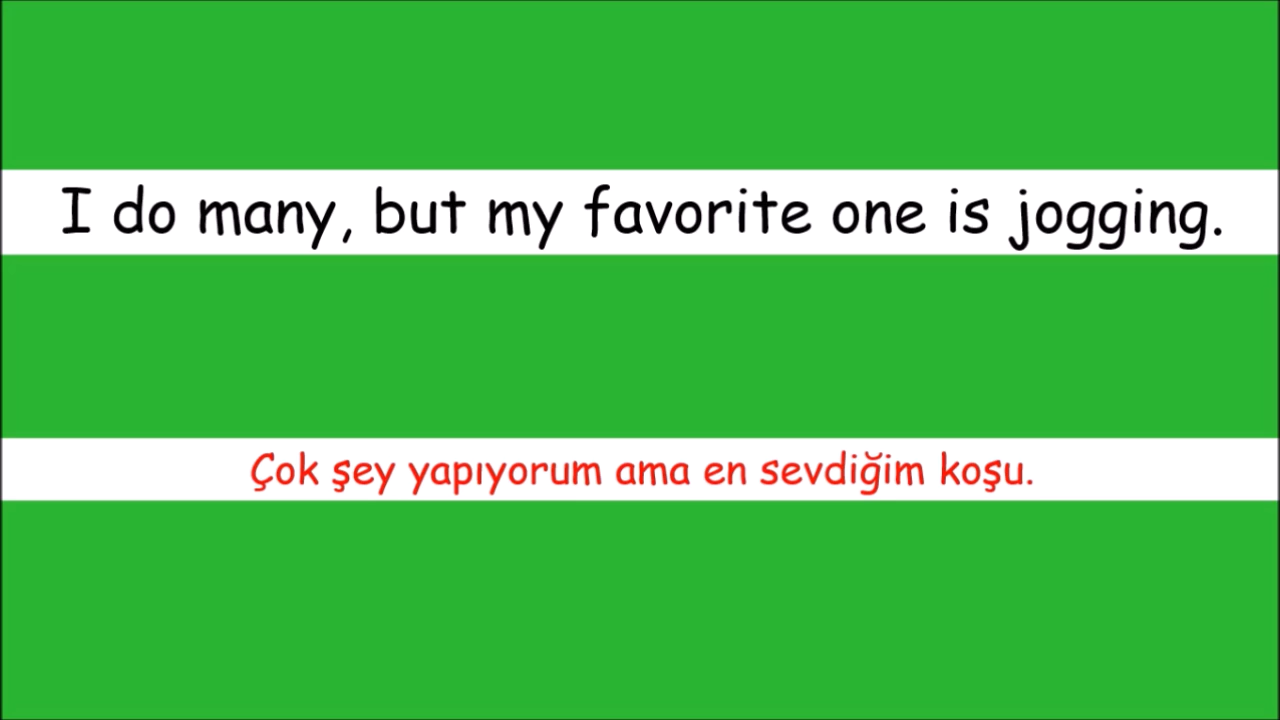 I do many, but my favorite one is jogging.
Çok şey yapıyorum ama en sevdiğim koşu.